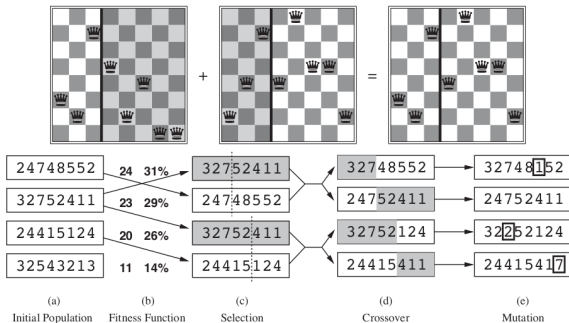 + =
24748552 24 31% 32752411 32748552 32748152
32752411 23 29% 24748552 24752411 24752411
24415124 20 26% 32752411 32752124 32252124
32543213 11 14% 24415124 24415411 24415417
(a) (b) (c) (d) (e)
Initial Population Fitness Function Selection Crossover Mutation